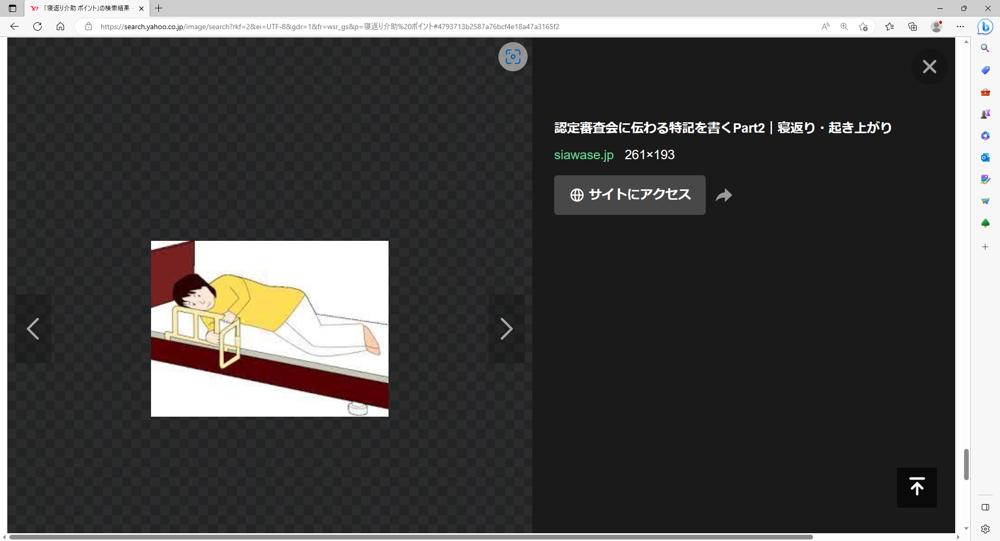 「寝返り介助 ポイント」の検索結果 -
https://search.yahoo.co.jp/image/search?rkf=2&ei=UTF-8&gdr=1&fr=wsr_gs&p=寝返り介助%20ポイント#4793713b2587a76bcf4e18a47a3165f2
認定審査会に伝わる特記を書くPart2｜寝返り・起き上がり
siawase.jp 261×193
サイトにアクセス